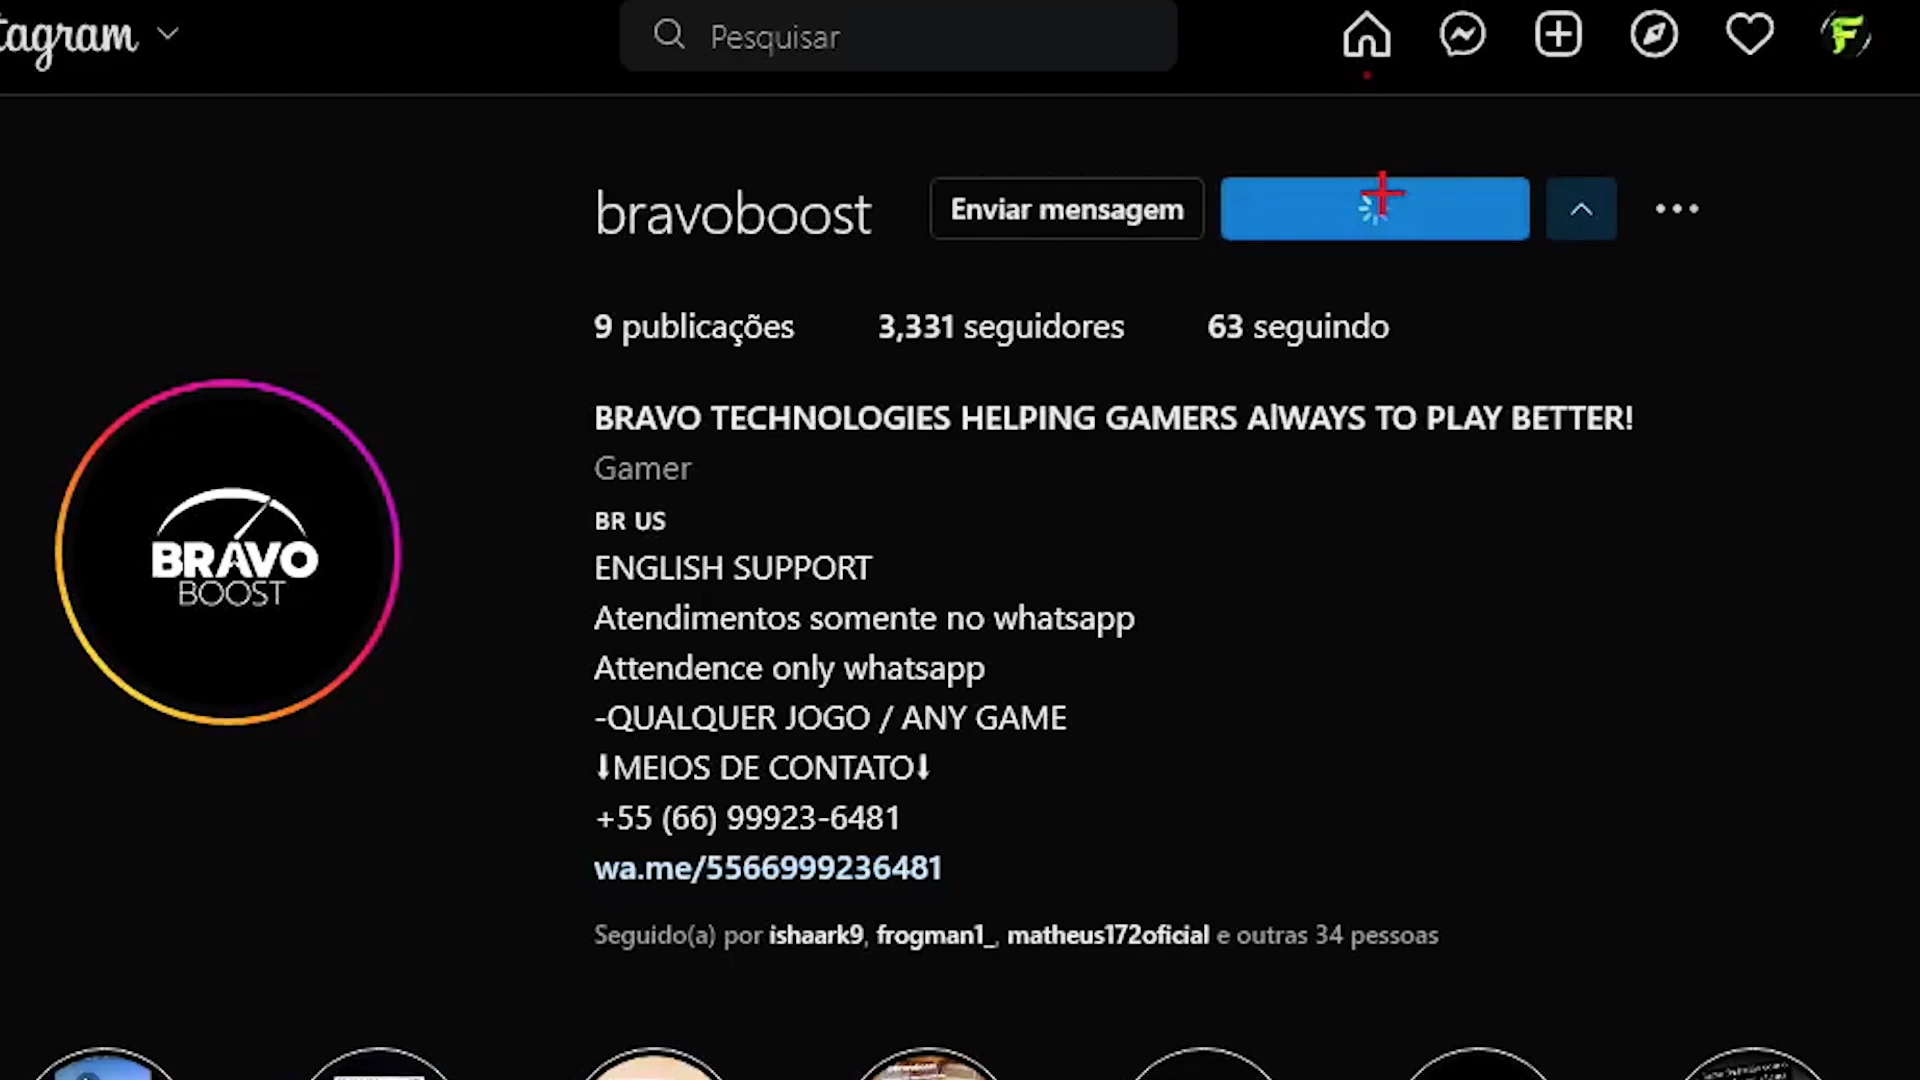 tagram
Pesquisar
bravoboost
Enviar mensagem
9 publicações
3,331 seguidores
63 seguindo
BRAVO TECHNOLOGIES HELPING GAMERS AlWAYS TO PLAY BETTER!
Gamer
BR US
ENGLISH SUPPORT
Atendimentos somente no whatsapp
Attendence only whatsapp
-QUALQUER JOGO / ANY GAME
⬇MEIOS DE CONTATO⬇
+55 (66) 99923-6481
wa.me/5566999236481
Seguido(a) por ishaark9, frogman1_, matheus172oficial e outras 34 pessoas
BRAVO
BOOST